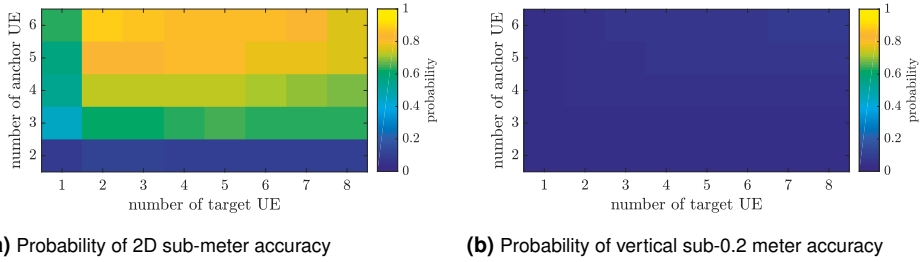 number of anchor UE
6
5
4
3
2
1 2 3 4 5 6 7 8
number of target UE
1
0.8
0.6
0.4
0.2
0
probability
) Probability of 2D sub-meter accuracy
number of anchor UE
6
5
4
3
2
1 2 3 4 5 6 7 8
number of target UE
1
0.8
0.6
0.4
0.2
0
probability
(b) Probability of vertical sub-0.2 meter accuracy